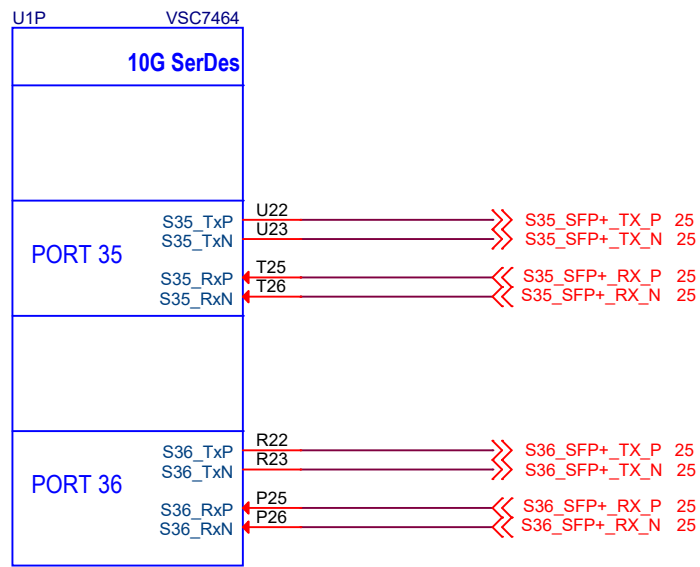 U1P VSC7464
10G SerDes
PORT 35
S35_TxP U22 S35_SFP+_TX_P 25
S35_TxN U23 S35_SFP+_TX_N 25
S35_RxP T25 S35_SFP+_RX_P 25
S35_RxN T26 S35_SFP+_RX_N 25
PORT 36
S36_TxP R22 S36_SFP+_TX_P 25
S36_TxN R23 S36_SFP+_TX_N 25
S36_RxP P25 S36_SFP+_RX_P 25
S36_RxN P26 S36_SFP+_RX_N 25